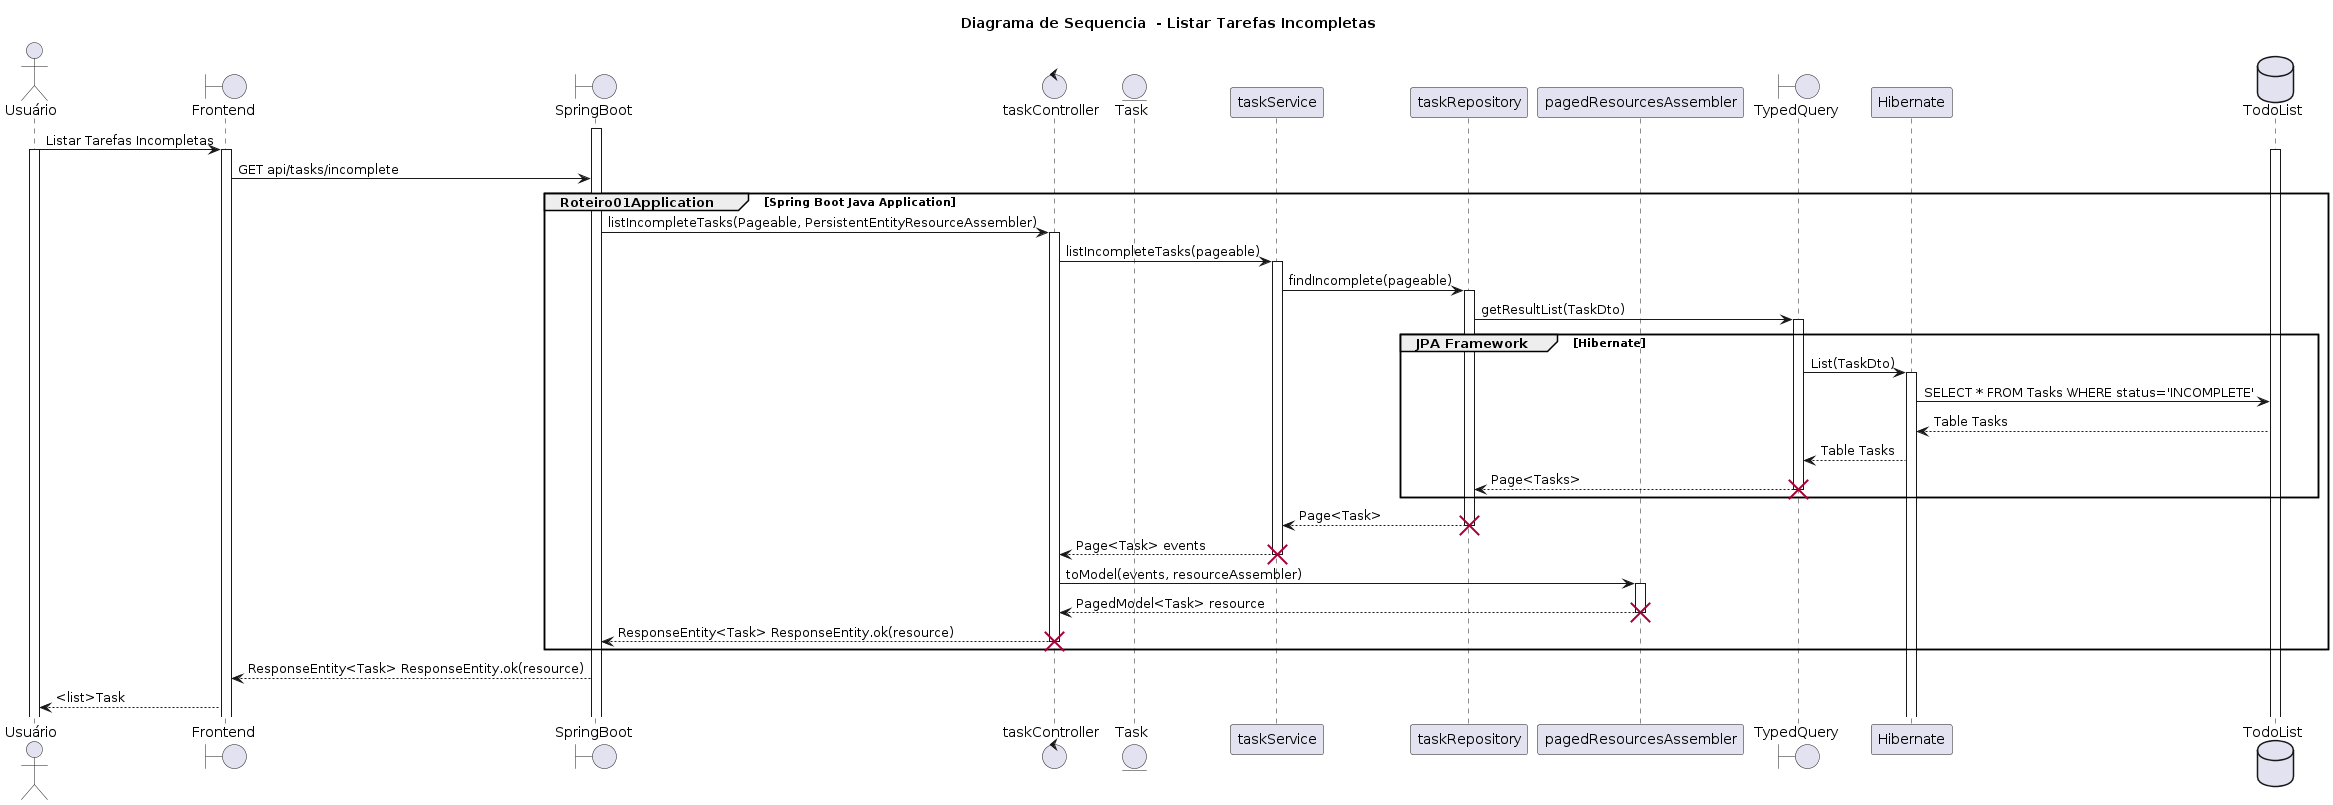 Diagrama de Sequencia  - Listar Tarefas Incompletas
Usuário
Frontend
SpringBoot
taskController
Task
taskService
taskRepository
pagedResourcesAssembler
TypedQuery
Hibernate
TodoList
Listar Tarefas Incompletas
GET api/tasks/incomplete
Roteiro01Application
[Spring Boot Java Application]
listIncompleteTasks(Pageable, PersistentEntityResourceAssembler)
listIncompleteTasks(pageable)
findIncomplete(pageable)
getResultList(TaskDto)
JPA Framework
[Hibernate]
List(TaskDto)
SELECT * FROM Tasks WHERE status='INCOMPLETE'
Table Tasks
Table Tasks
Page<Tasks>
Page<Task>
Page<Task> events
toModel(events, resourceAssembler)
PagedModel<Task> resource
ResponseEntity<Task> ResponseEntity.ok(resource)
ResponseEntity<Task> ResponseEntity.ok(resource)
<list>Task
Usuário
Frontend
SpringBoot
taskController
Task
taskService
taskRepository
pagedResourcesAssembler
TypedQuery
Hibernate
TodoList